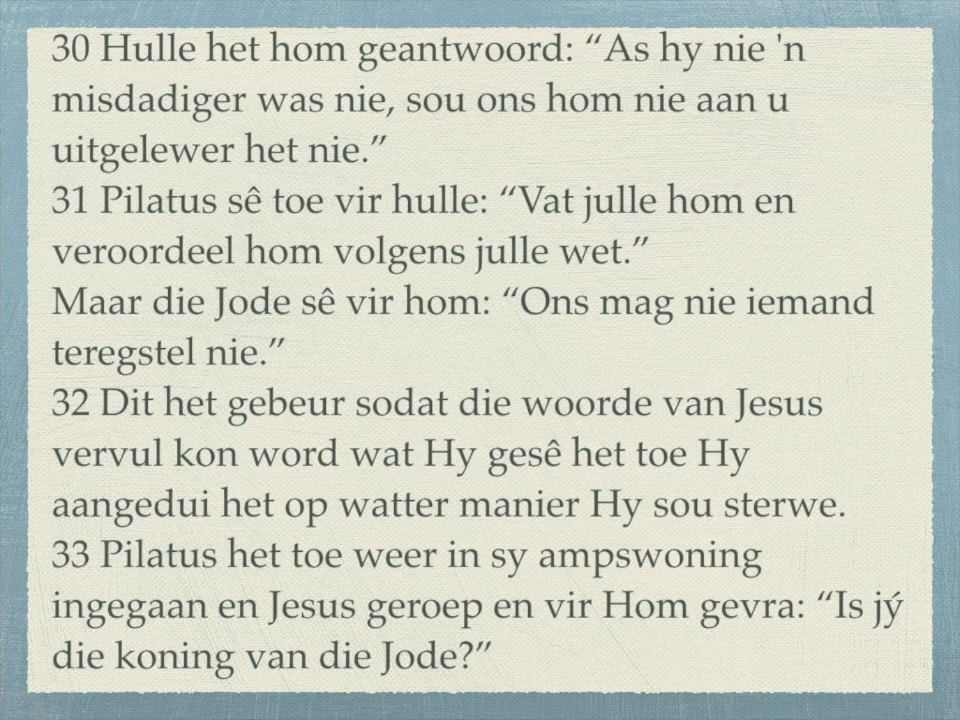 30 Hulle het hom geantwoord: “As hy nie 'n
misdadiger was nie, sou ons hom nie aan u
uitgelewer het nie.”
31 Pilatus sê toe vir hulle: “Vat julle hom en
veroordeel hom volgens julle wet.”
Maar die Jode sê vir hom: “Ons mag nie iemand
teregstel nie.”
32 Dit het gebeur sodat die woorde van Jesus
vervul kon word wat Hy gesê het toe Hy
aangedui het op watter manier Hy sou sterwe.
33 Pilatus het toe weer in sy ampswoning
ingegaan en Jesus geroep en vir Hom gevra: “Is jý
die koning van die Jode?”